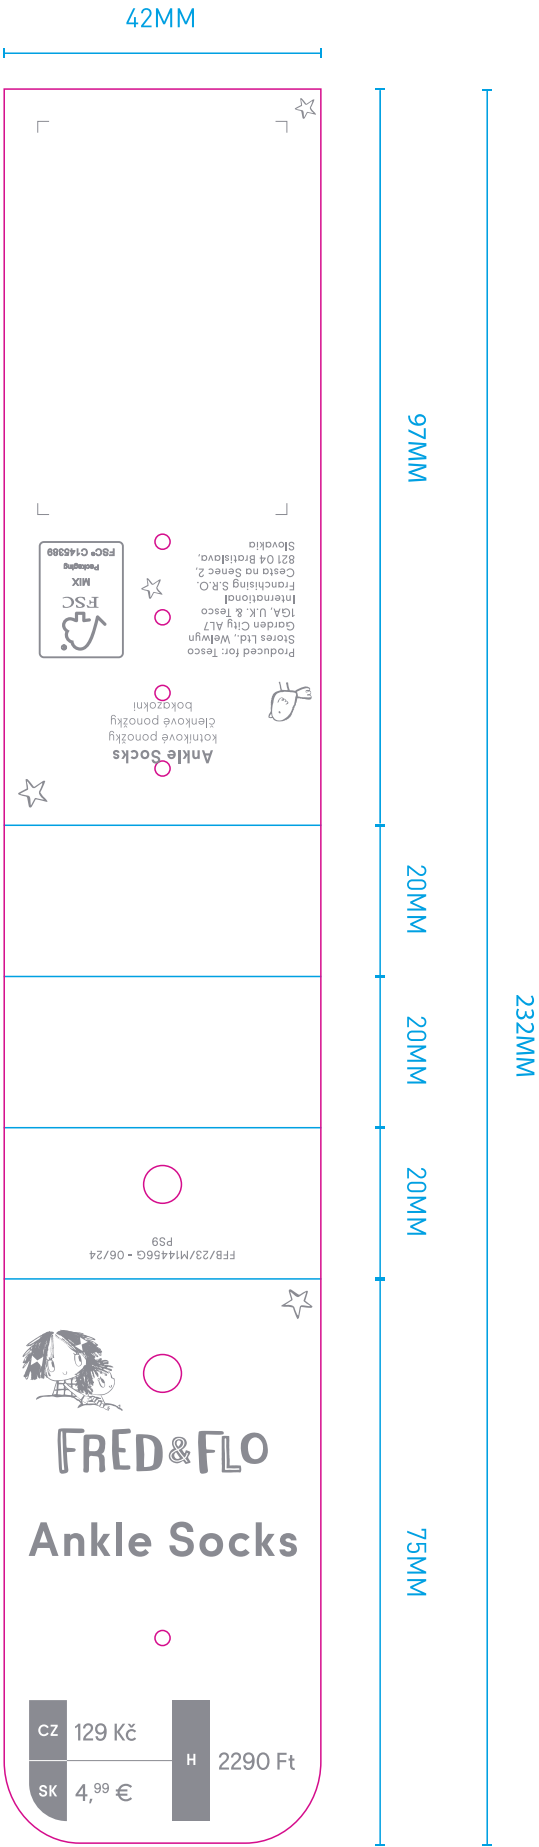 42MM
97MM
20MM
20MM
20MM
75MM
232MM
Ankle Socks
kotníkové ponožky
členkové ponožky
bokazokni
Produced for: Tesco
Stores Ltd., Welwyn
Garden City AL7
1GA, U.K. & Tesco
International
Franchising S.R.O.
Cesta na Senec 2,
821 04 Bratislava,
Slovakia
FSC
MIX
Packaging
FSC® C145389
FFB/23/M14456G - 06/24
PS9
FRED & FLO
Ankle Socks
CZ 129 Kč
SK 4,99 €
H 2290 Ft